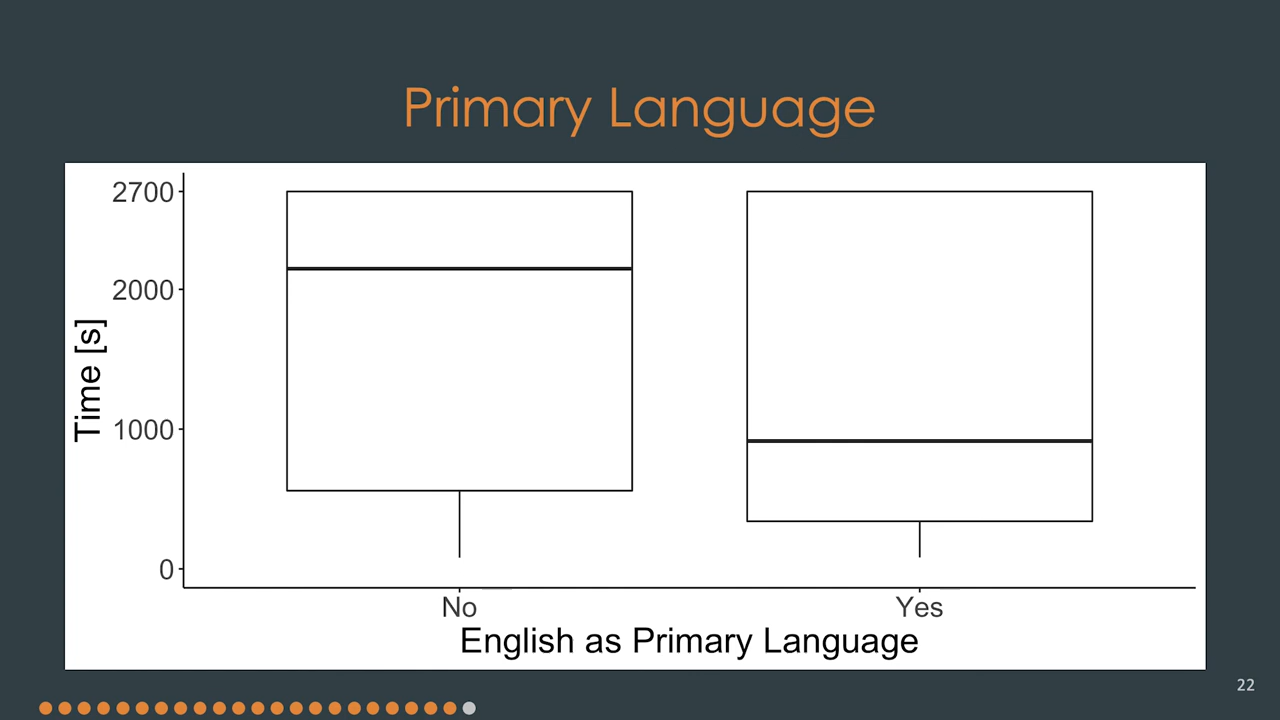 Primary Language
2700
2000
1000
0
Time [s]
No
Yes
English as Primary Language
22